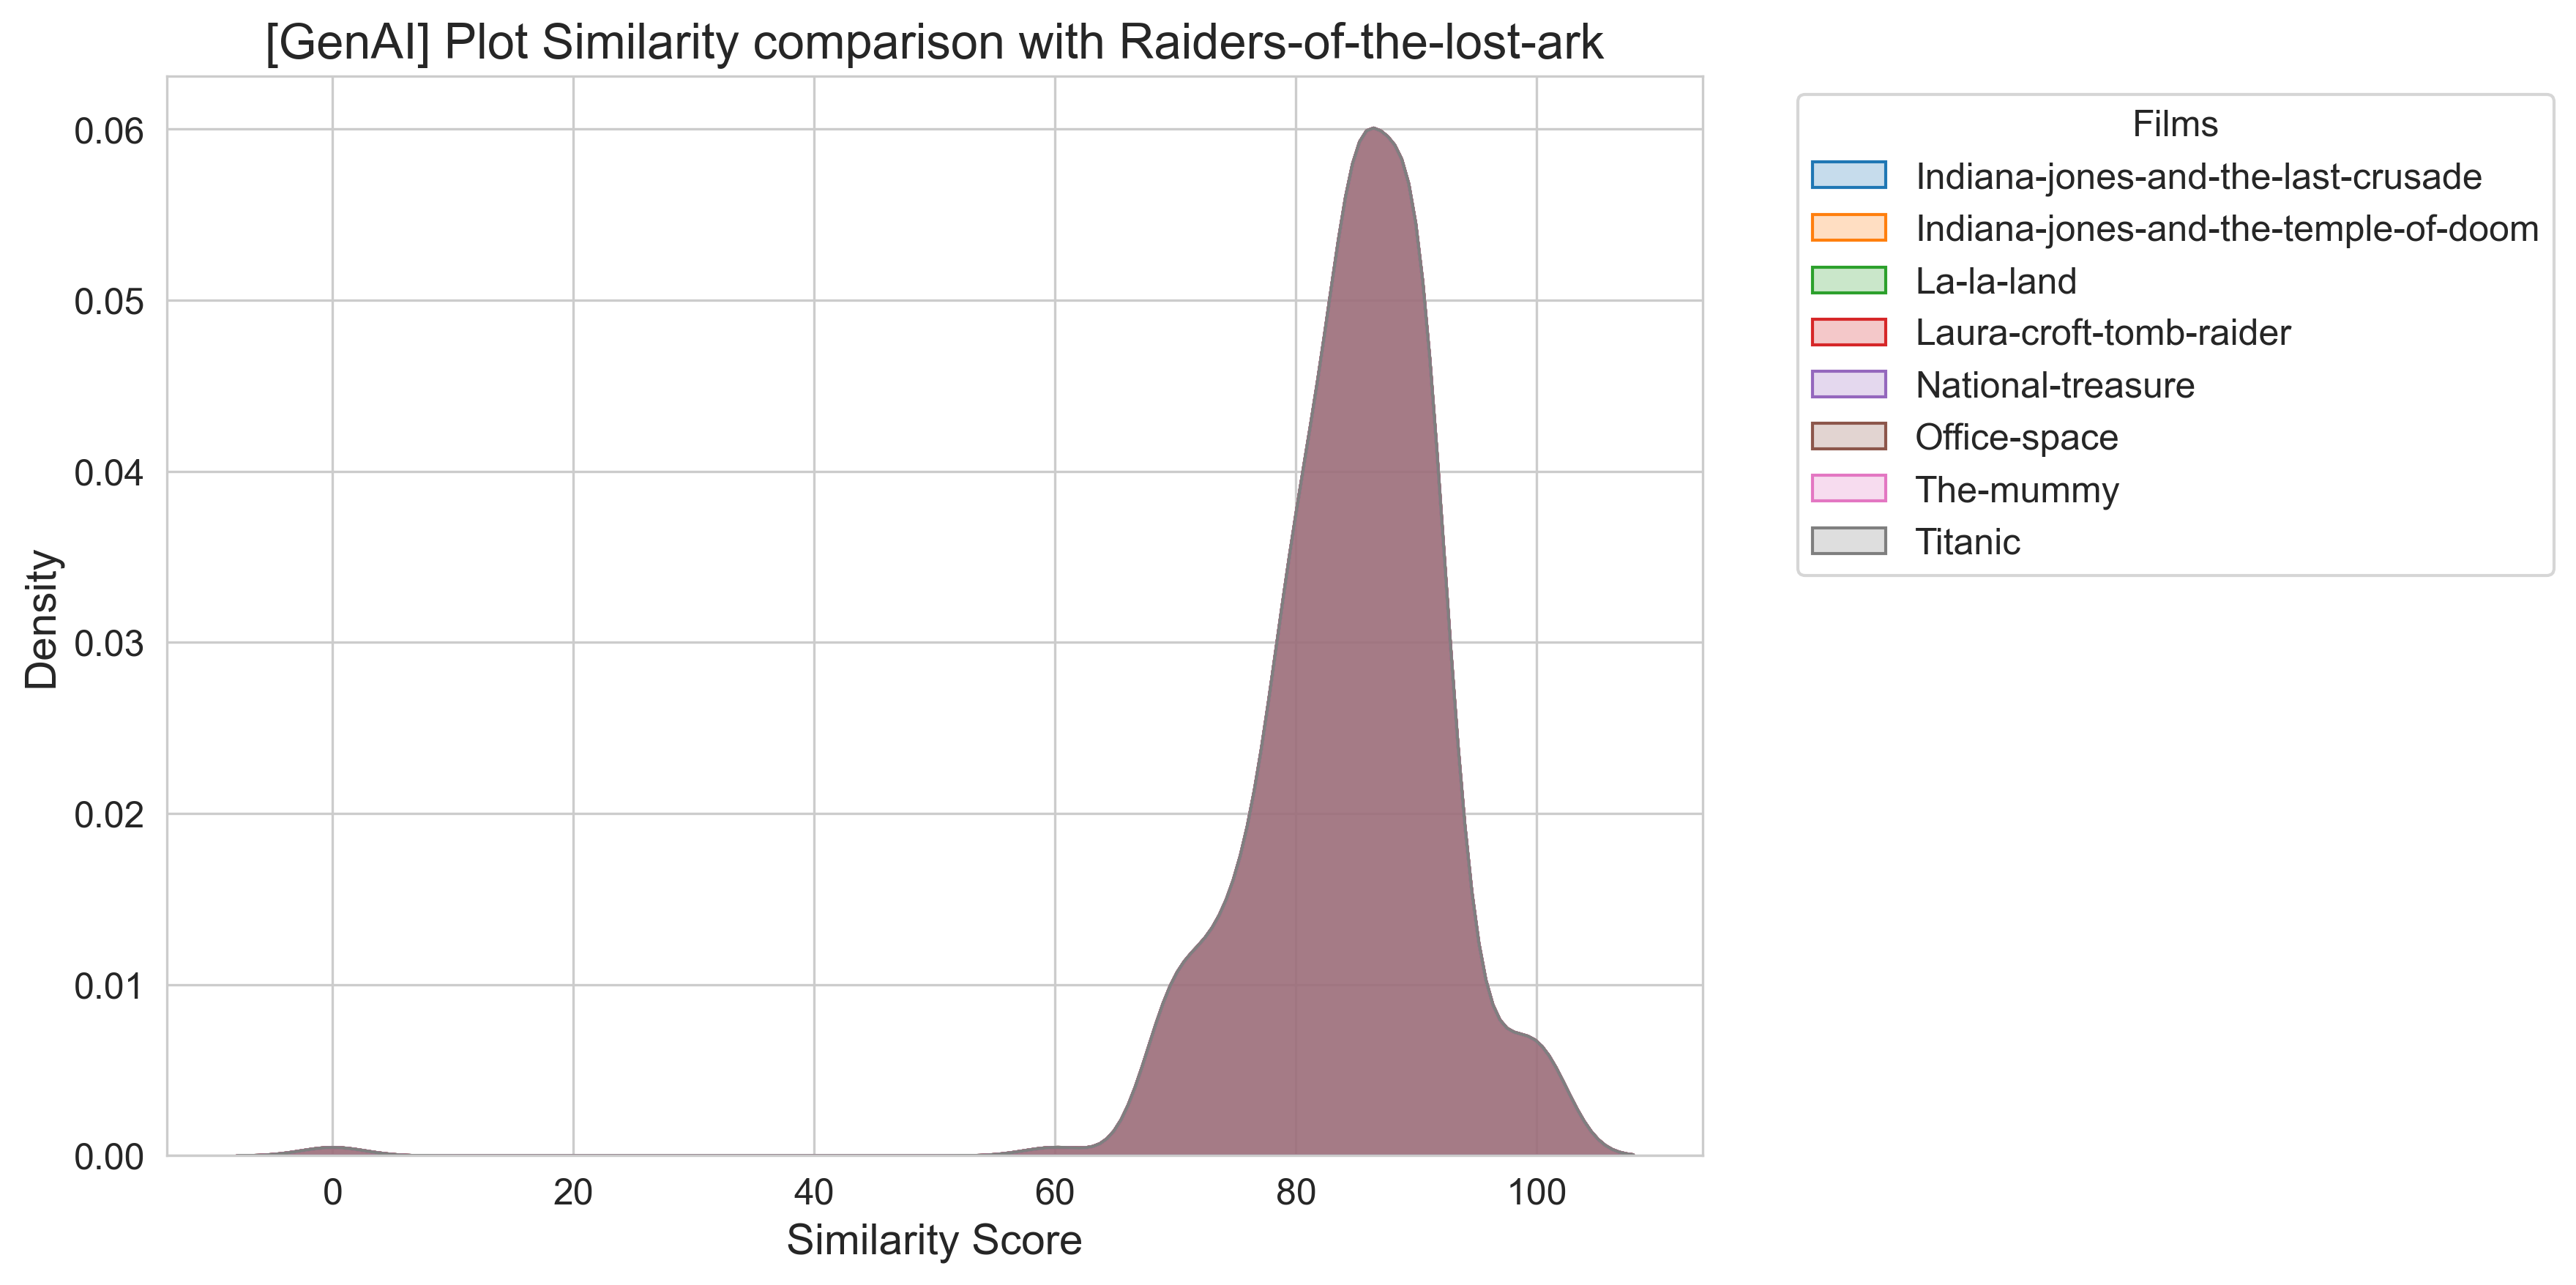 [GenAI] Plot Similarity comparison with Raiders-of-the-lost-ark
0.06
0.05
0.04
0.03
0.02
0.01
0.00
Density
0 20 40 60 80 100
Similarity Score
Films
Indiana-jones-and-the-last-crusade
Indiana-jones-and-the-temple-of-doom
La-la-land
Laura-croft-tomb-raider
National-treasure
Office-space
The-mummy
Titanic